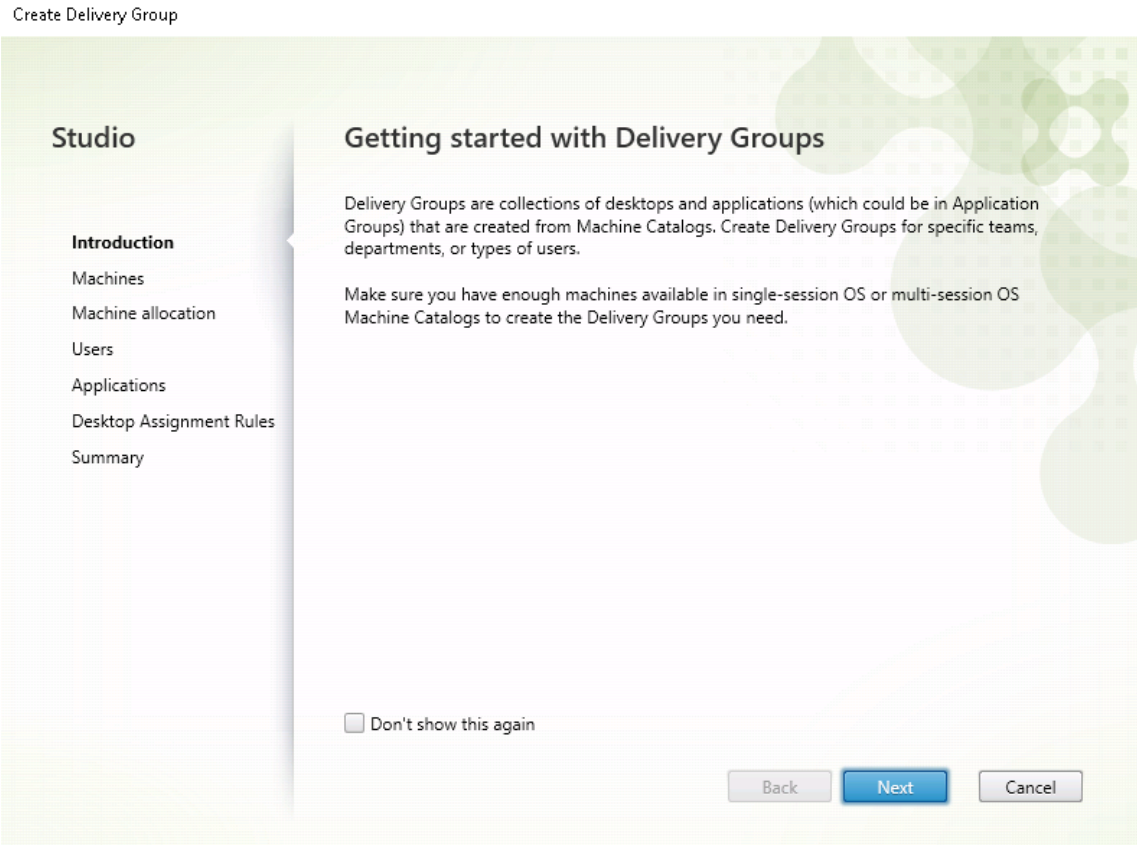 Create Delivery Group
Studio
Introduction
Machines
Machine allocation
Users
Applications
Desktop Assignment Rules
Summary
Getting started with Delivery Groups
Delivery Groups are collections of desktops and applications (which could be in Application
Groups) that are created from Machine Catalogs. Create Delivery Groups for specific teams,
departments, or types of users.
Make sure you have enough machines available in single-session OS or multi-session OS
Machine Catalogs to create the Delivery Groups you need.
Don't show this again
Back
Next
Cancel